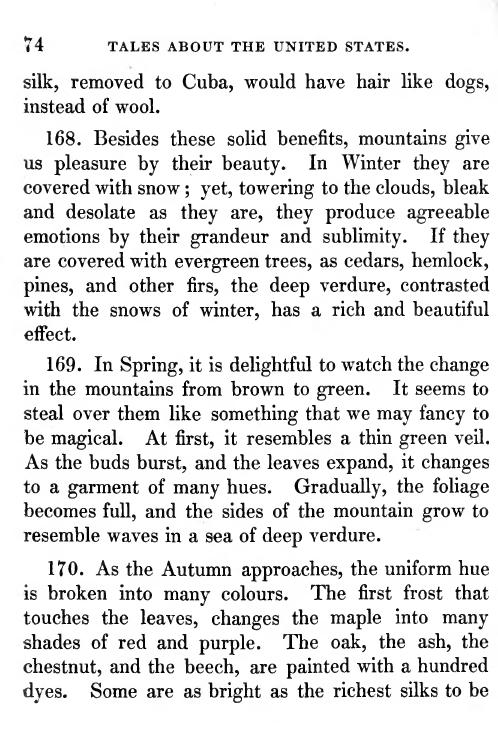 74 TALES ABOUT THE UNITED STATES.
silk, removed to Cuba, would have hair like dogs,
instead of wool.
168. Besides these solid benefits, mountains give
us pleasure by their beauty. In Winter they are
covered with snow; yet, towering to the clouds, bleak
and desolate as they are, they produce agreeable
emotions by their grandeur and sublimity. If they
are covered with evergreen trees, as cedars, hemlock,
pines, and other firs, the deep verdure, contrasted
with the snows of winter, has a rich and beautiful
effect.
169. In Spring, it is delightful to watch the change
in the mountains from brown to green. It seems to
steal over them like something that we may fancy to
be magical. At first, it resembles a thin green veil.
As the buds burst, and the leaves expand, it changes
to a garment of many hues. Gradually, the foliage
becomes full, and the sides of the mountain grow to
resemble waves in a sea of deep verdure.
170. As the Autumn approaches, the uniform hue
is broken into many colours. The first frost that
touches the leaves, changes the maple into many
shades of red and purple. The oak, the ash, the
chestnut, and the beech, are painted with a hundred
dyes. Some are as bright as the richest silks to be